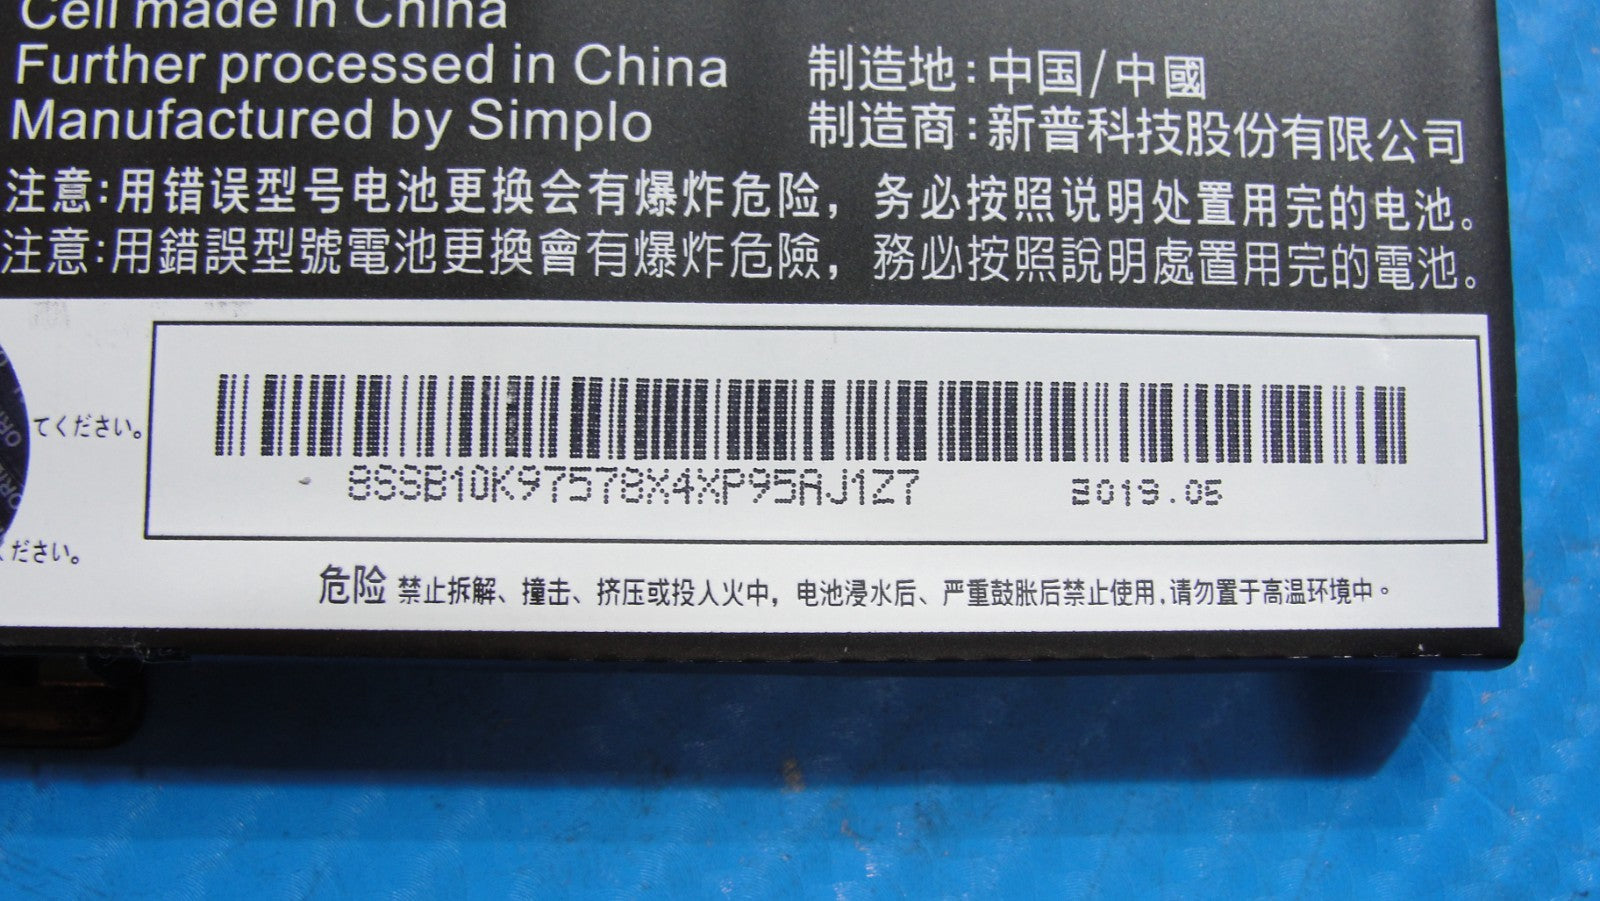 Cell made in China
Further processed in China
制造地:中国/中國
Manufactured by Simplo
制造商:新普科技股份有限公司
注意:用错误型号电池更换会有爆炸危险，务必按照说明处置用完的电池。
注意:用錯誤型號電池更換會有爆炸危險，務必按照說明處置用完的電池。
てください。
8SSB10K97578X4XP95AJ1Z7
2019.05
ください。
危险 禁止拆解、撞击、挤压或投入火中，电池浸水后、严重鼓胀后禁止使用,请勿置于高温环境中。